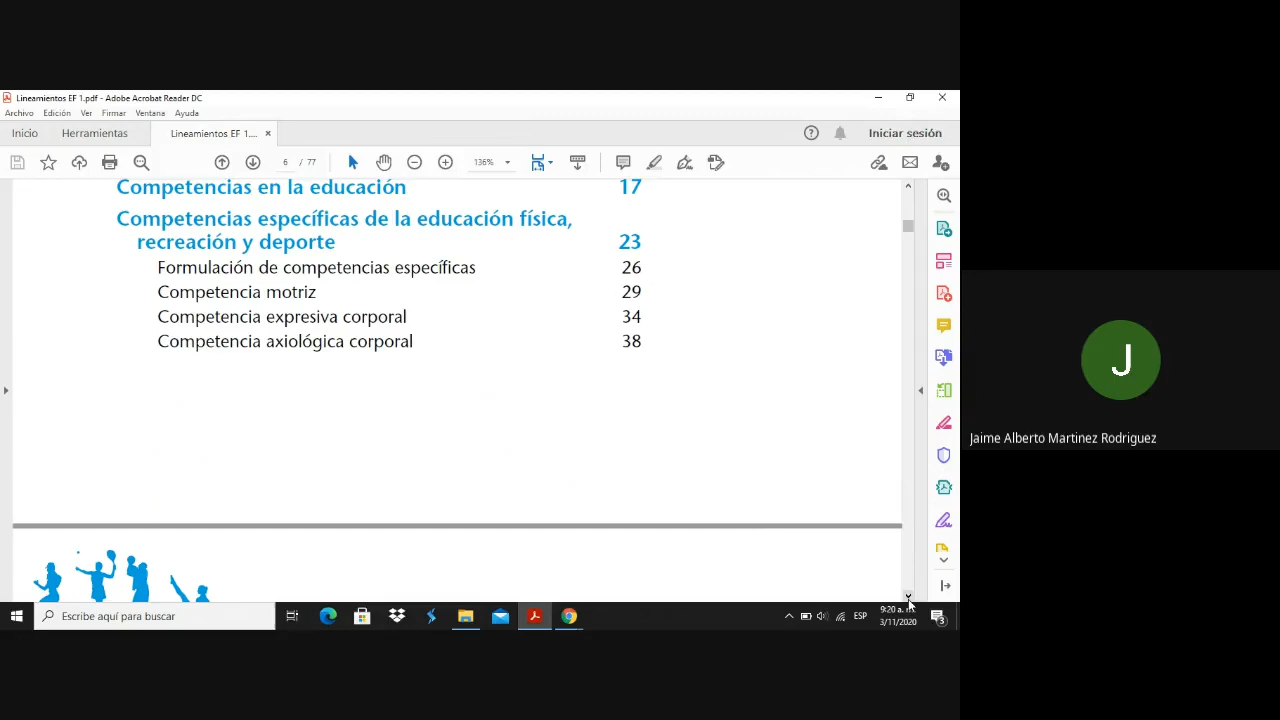 Lineamientos EF 1.pdf - Adobe Acrobat Reader DC
Archivo Edición Ver Firmar Ventana Ayuda
Inicio Herramientas Lineamientos EF 1.... × Iniciar sesión
6 / 77 136%
Competencias en la educación 17
Competencias específicas de la educación física,
recreación y deporte 23
Formulación de competencias específicas 26
Competencia motriz 29
Competencia expresiva corporal 34
Competencia axiológica corporal 38
J
Jaime Alberto Martinez Rodriguez
Escribe aquí para buscar
ESP
9:20 a. m.
3/11/2020
3